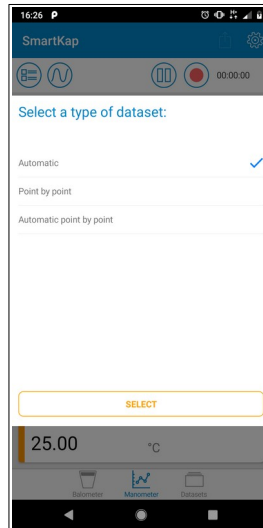 16:26
SmartKap
00:00:00
Select a type of dataset:
Automatic
Point by point
Automatic point by point
SELECT
25.00 °C
Balometer Manometer Datasets